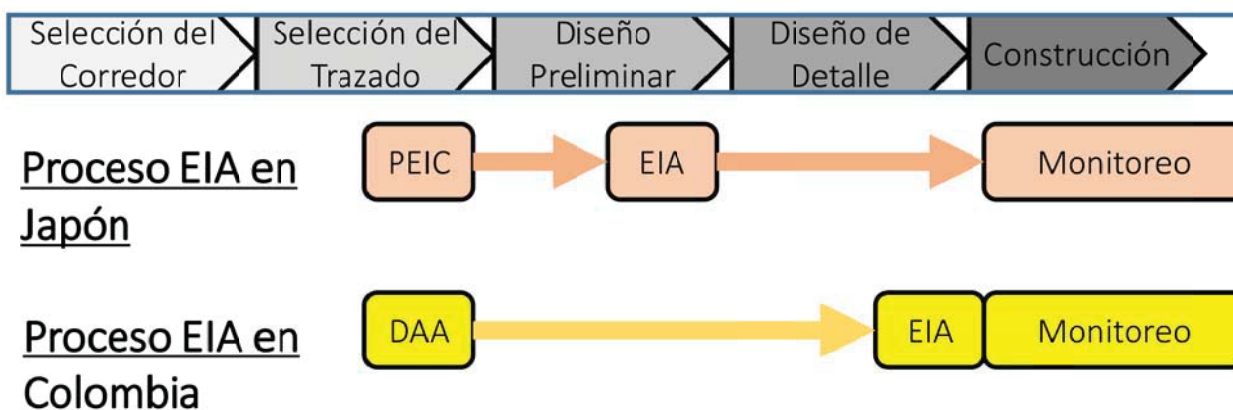 Selección del
Corredor
Selección del
Trazado
Diseño
Preliminar
Diseño de
Detalle
Construcción
Proceso EIA en
Japón
PEIC
EIA
Monitoreo
Proceso EIA en
Colombia
DAA
EIA
Monitoreo